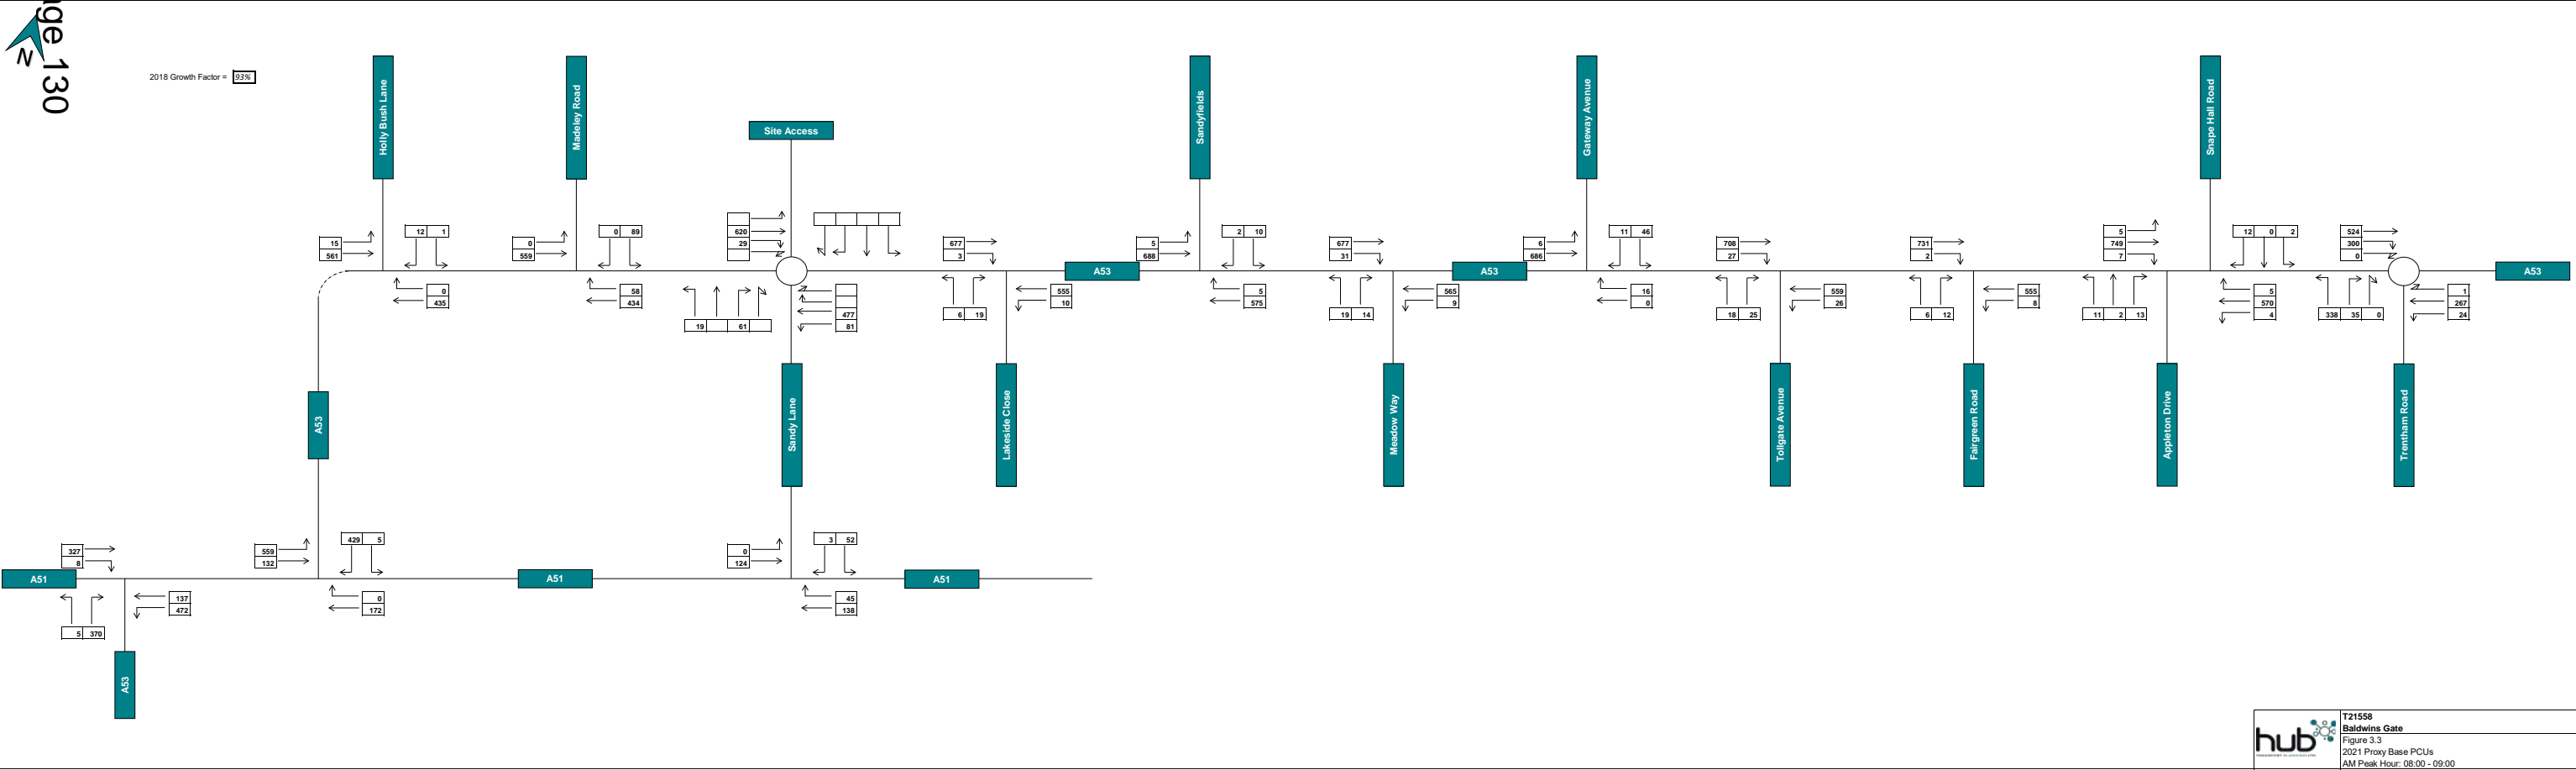 ge 130
N
2018 Growth Factor = 93%
Holly Bush Lane
Madeley Road
Site Access
Sandyfields
Gateway Avenue
Snape Hall Road
15
561
12 1
0
435
0
559
0 89
58
434
620
29
19 61
477
81
677
3
6 19
555
10
A53
5
688
2 10
5
575
677
31
19 14
565
9
A53
6
686
11 46
16
0
708
27
18 25
559
26
731
2
6 12
555
8
5
749
7
11 2 13
12 0 2
5
570
4
524
300
0
338 35 0
1
267
24
A53
A53
Sandy Lane
Lakeside Close
Meadow Way
Tollgate Avenue
Fairgreen Road
Appleton Drive
Trentham Road
327
8
A51
5 370
137
472
A53
559
132
429 5
0
172
A51
0
124
3 52
45
138
A51
hub
T21558
Baldwins Gate
Figure 3.3
2021 Proxy Base PCUs
AM Peak Hour: 08:00 - 09:00